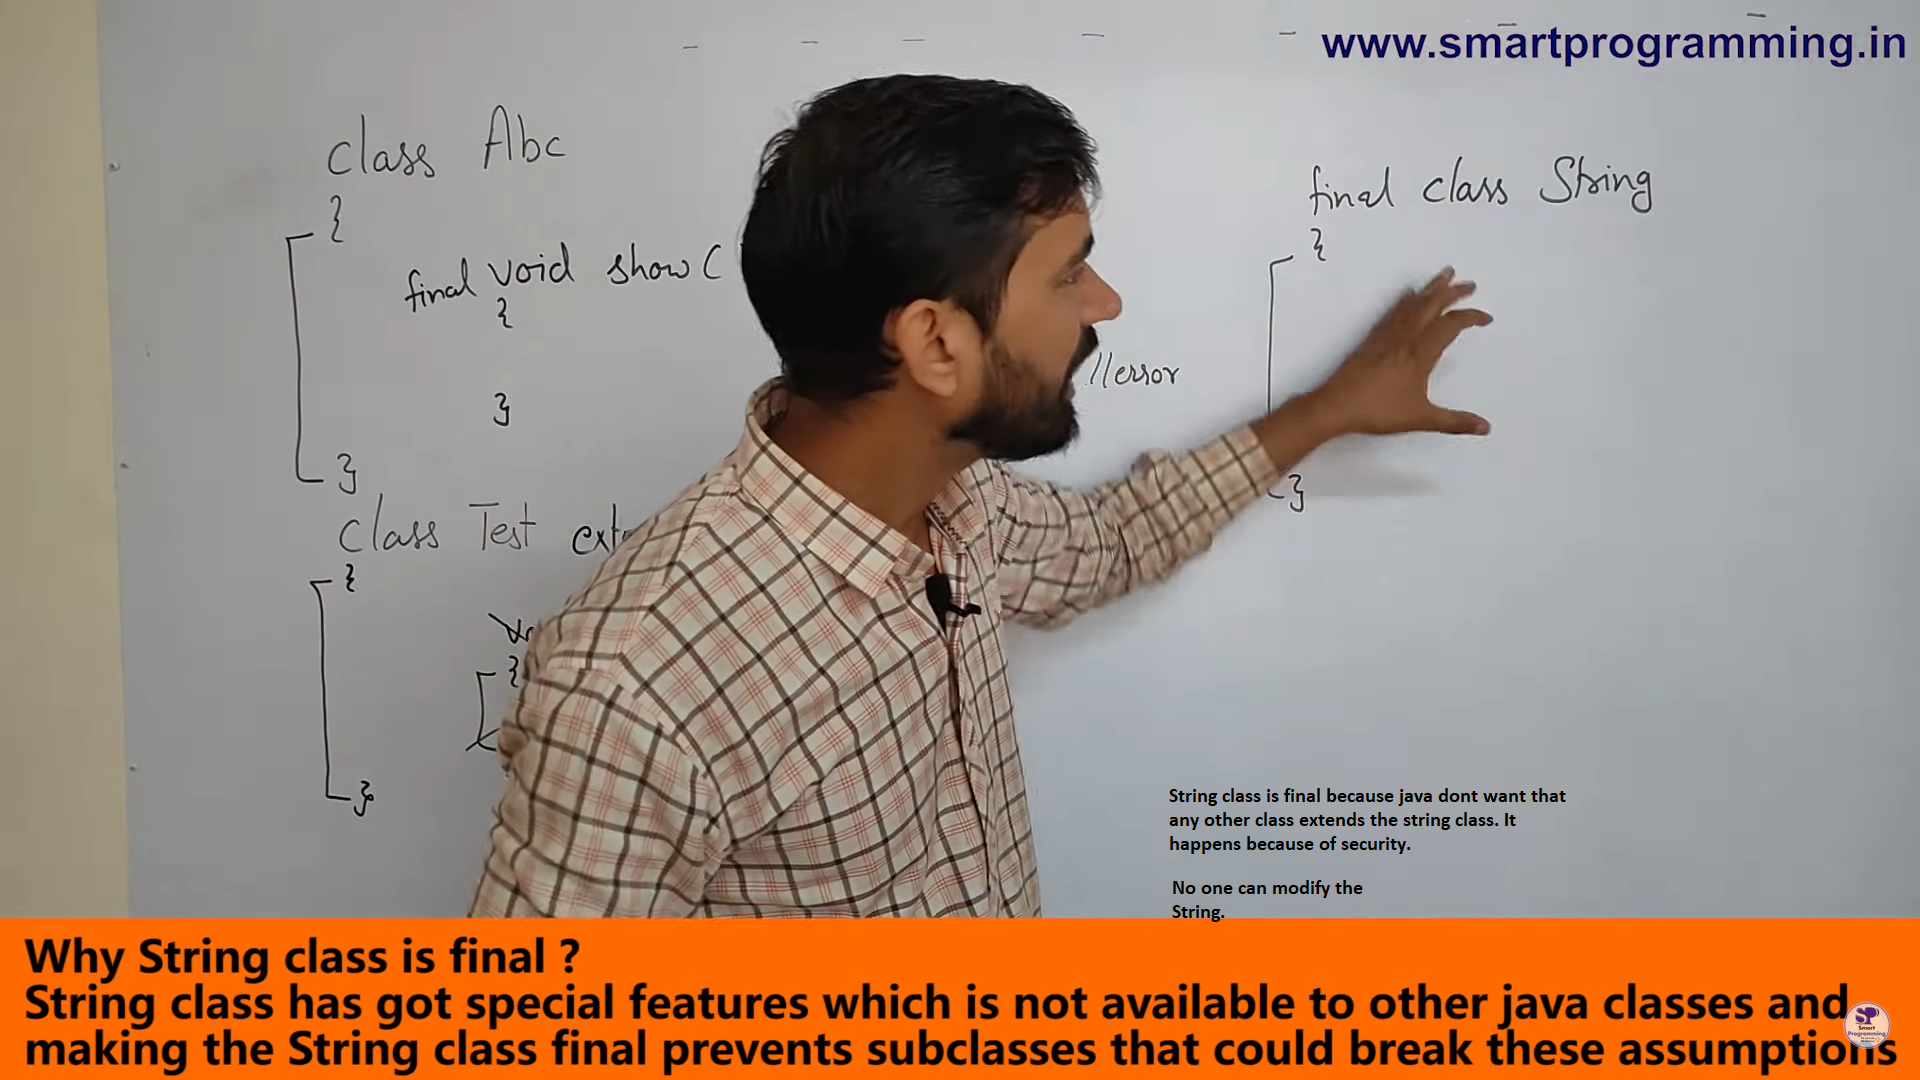 www.smartprogramming.in
class Abc
{
final void show (
{
}
}
class Test
{
{
}
//error
final class String
{
}
String class is final because java dont want that
any other class extends the string class. It
happens because of security.
No one can modify the
String.
Why String class is final ?
String class has got special features which is not available to other java classes and
making the String class final prevents subclasses that could break these assumptions
SP
Smart
Programming